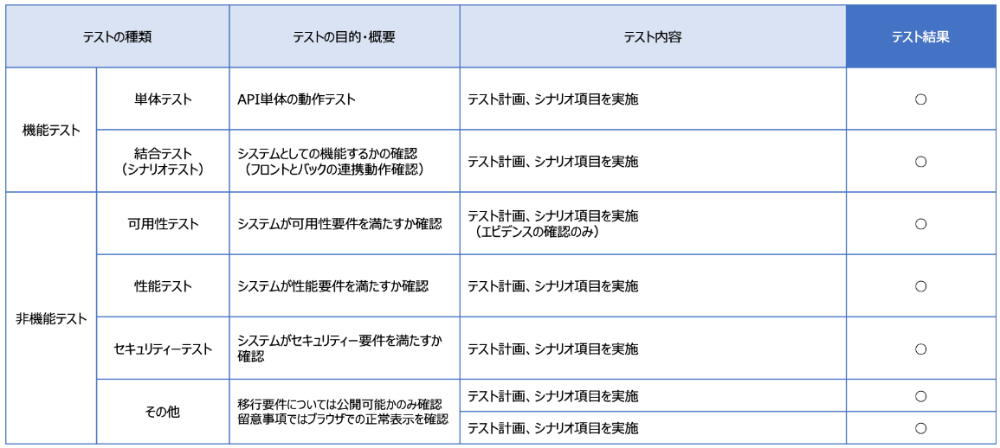 テストの種類
テストの目的・概要
テスト内容
テスト結果
機能テスト
単体テスト
API単体の動作テスト
テスト計画、シナリオ項目を実施
○
結合テスト
（シナリオテスト）
システムとしての機能するかの確認
（フロントとバックの連携動作確認）
テスト計画、シナリオ項目を実施
○
非機能テスト
可用性テスト
システムが可用性要件を満たすか確認
テスト計画、シナリオ項目を実施
（エビデンスの確認のみ）
○
性能テスト
システムが性能要件を満たすか確認
テスト計画、シナリオ項目を実施
○
セキュリティーテスト
システムがセキュリティー要件を満たすか
確認
テスト計画、シナリオ項目を実施
○
その他
移行要件については公開可能かのみ確認
留意事項ではブラウザでの正常表示を確認
テスト計画、シナリオ項目を実施
○
テスト計画、シナリオ項目を実施
○